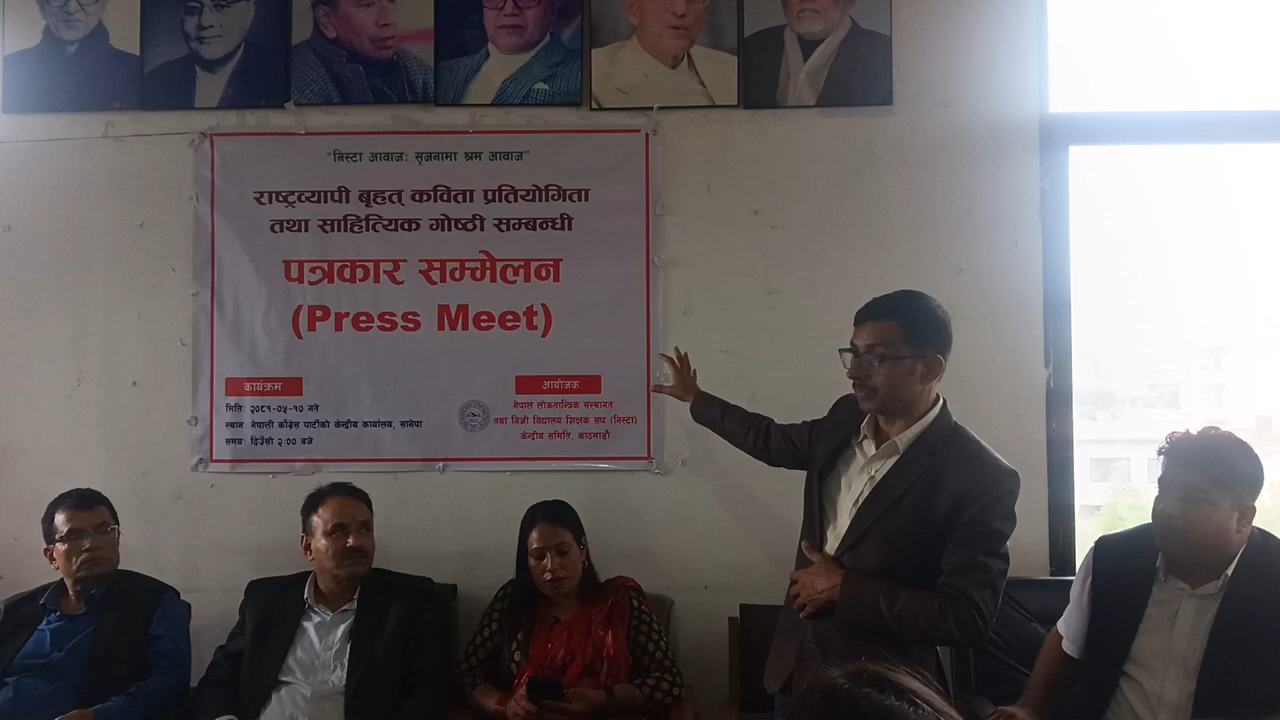 "निस्टा आवाजः सृजनामा श्रम आवाज"
राष्ट्रव्यापी बृहत् कविता प्रतियोगिता
तथा साहित्यिक गोष्ठी सम्बन्धी
पत्रकार सम्मेलन
(Press Meet)
कार्यक्रम
मितिः २०८१-०५-१० गते
स्थानः नेपाली काँग्रेस पार्टीको केन्द्रीय कार्यालय, सानेपा
समयः दिउँसो २:०० बजे
आयोजक
नेपाल लोकतान्त्रिक संस्थागत
तथा निजी विद्यालय शिक्षक संघ (निस्टा)
केन्द्रीय समिति, काठमाडौं